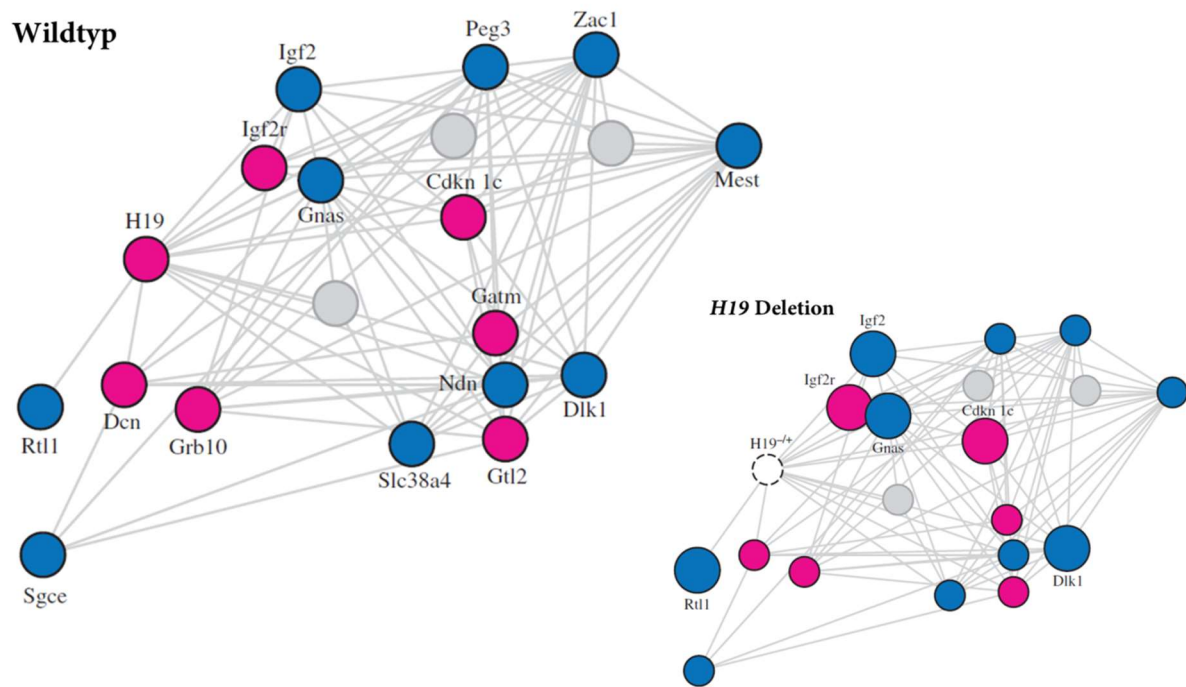 Wildtyp
Zac1
Peg3
Igf2
Igf2r
Cdkn 1c
Mest
Gnas
H19
Gatm
Ndn
Dlk1
Rtl1
Dcn
Grb10
Slc38a4
Gtl2
Sgce
H19 Deletion
Igf2
Igf2r
Cdkn 1c
Gnas
H19⁻/⁺
Rtl1
Dlk1